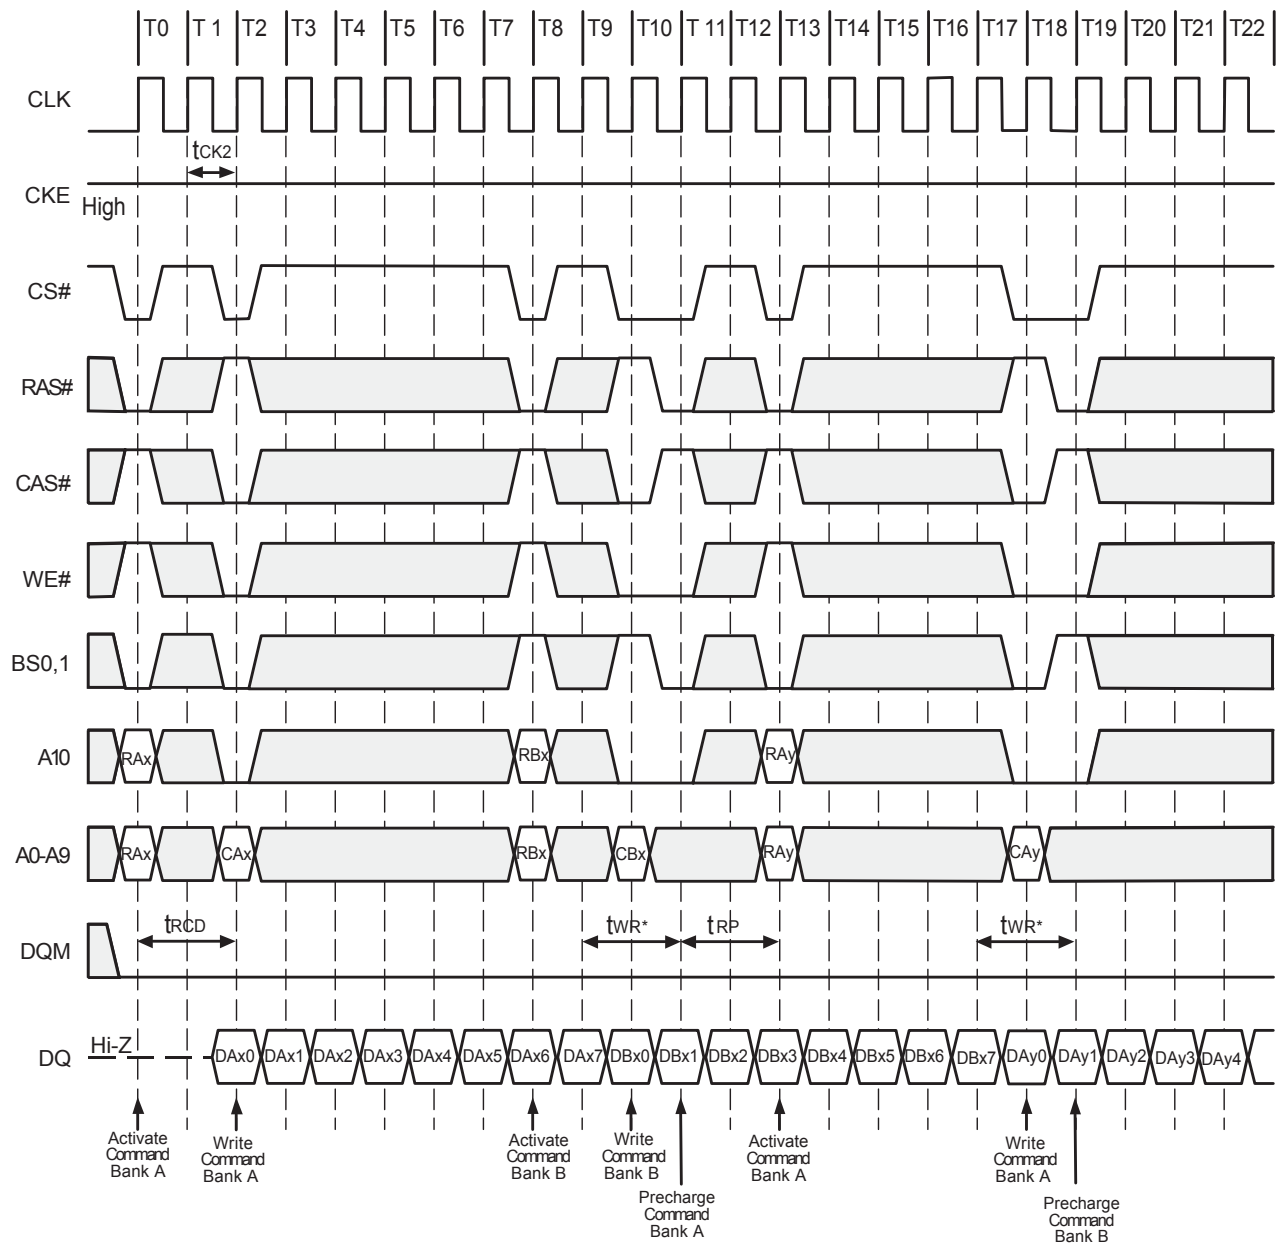 T0 T 1 T2 T3 T4 T5 T6 T7 T8 T9 T10 T 11 T12 T13 T14 T15 T16 T17 T18 T19 T20 T21 T22
CLK
tCK2
CKE
High
CS#
RAS#
CAS#
WE#
BS0,1
A10 RAx RBx RAy
A0-A9 RAx CAx RBx CBx RAy CAy
DQM tRCD tWR* tRP tWR*
DQ Hi-Z DAx0 DAx1 DAx2 DAx3 DAx4 DAx5 DAx6 DAx7 DBx0 DBx1 DBx2 DBx3 DBx4 DBx5 DBx6 DBx7 DAy0 DAy1 DAy2 DAy3 DAy4
Activate
Command
Bank A
Write
Command
Bank A
Activate
Command
Bank B
Write
Command
Bank B
Precharge
Command
Bank A
Activate
Command
Bank A
Write
Command
Bank A
Precharge
Command
Bank B